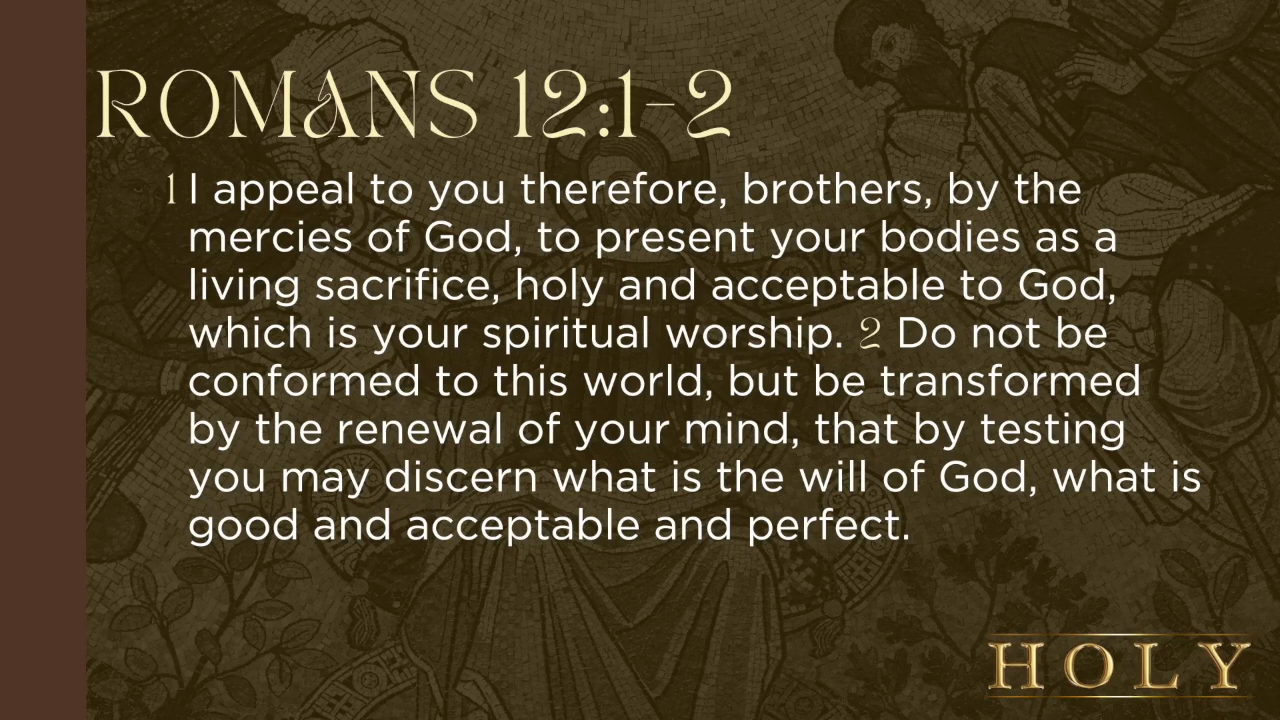 ROMANS 12:1-2
1 I appeal to you therefore, brothers, by the
mercies of God, to present your bodies as a
living sacrifice, holy and acceptable to God,
which is your spiritual worship. 2 Do not be
conformed to this world, but be transformed
by the renewal of your mind, that by testing
you may discern what is the will of God, what is
good and acceptable and perfect.
HOLY